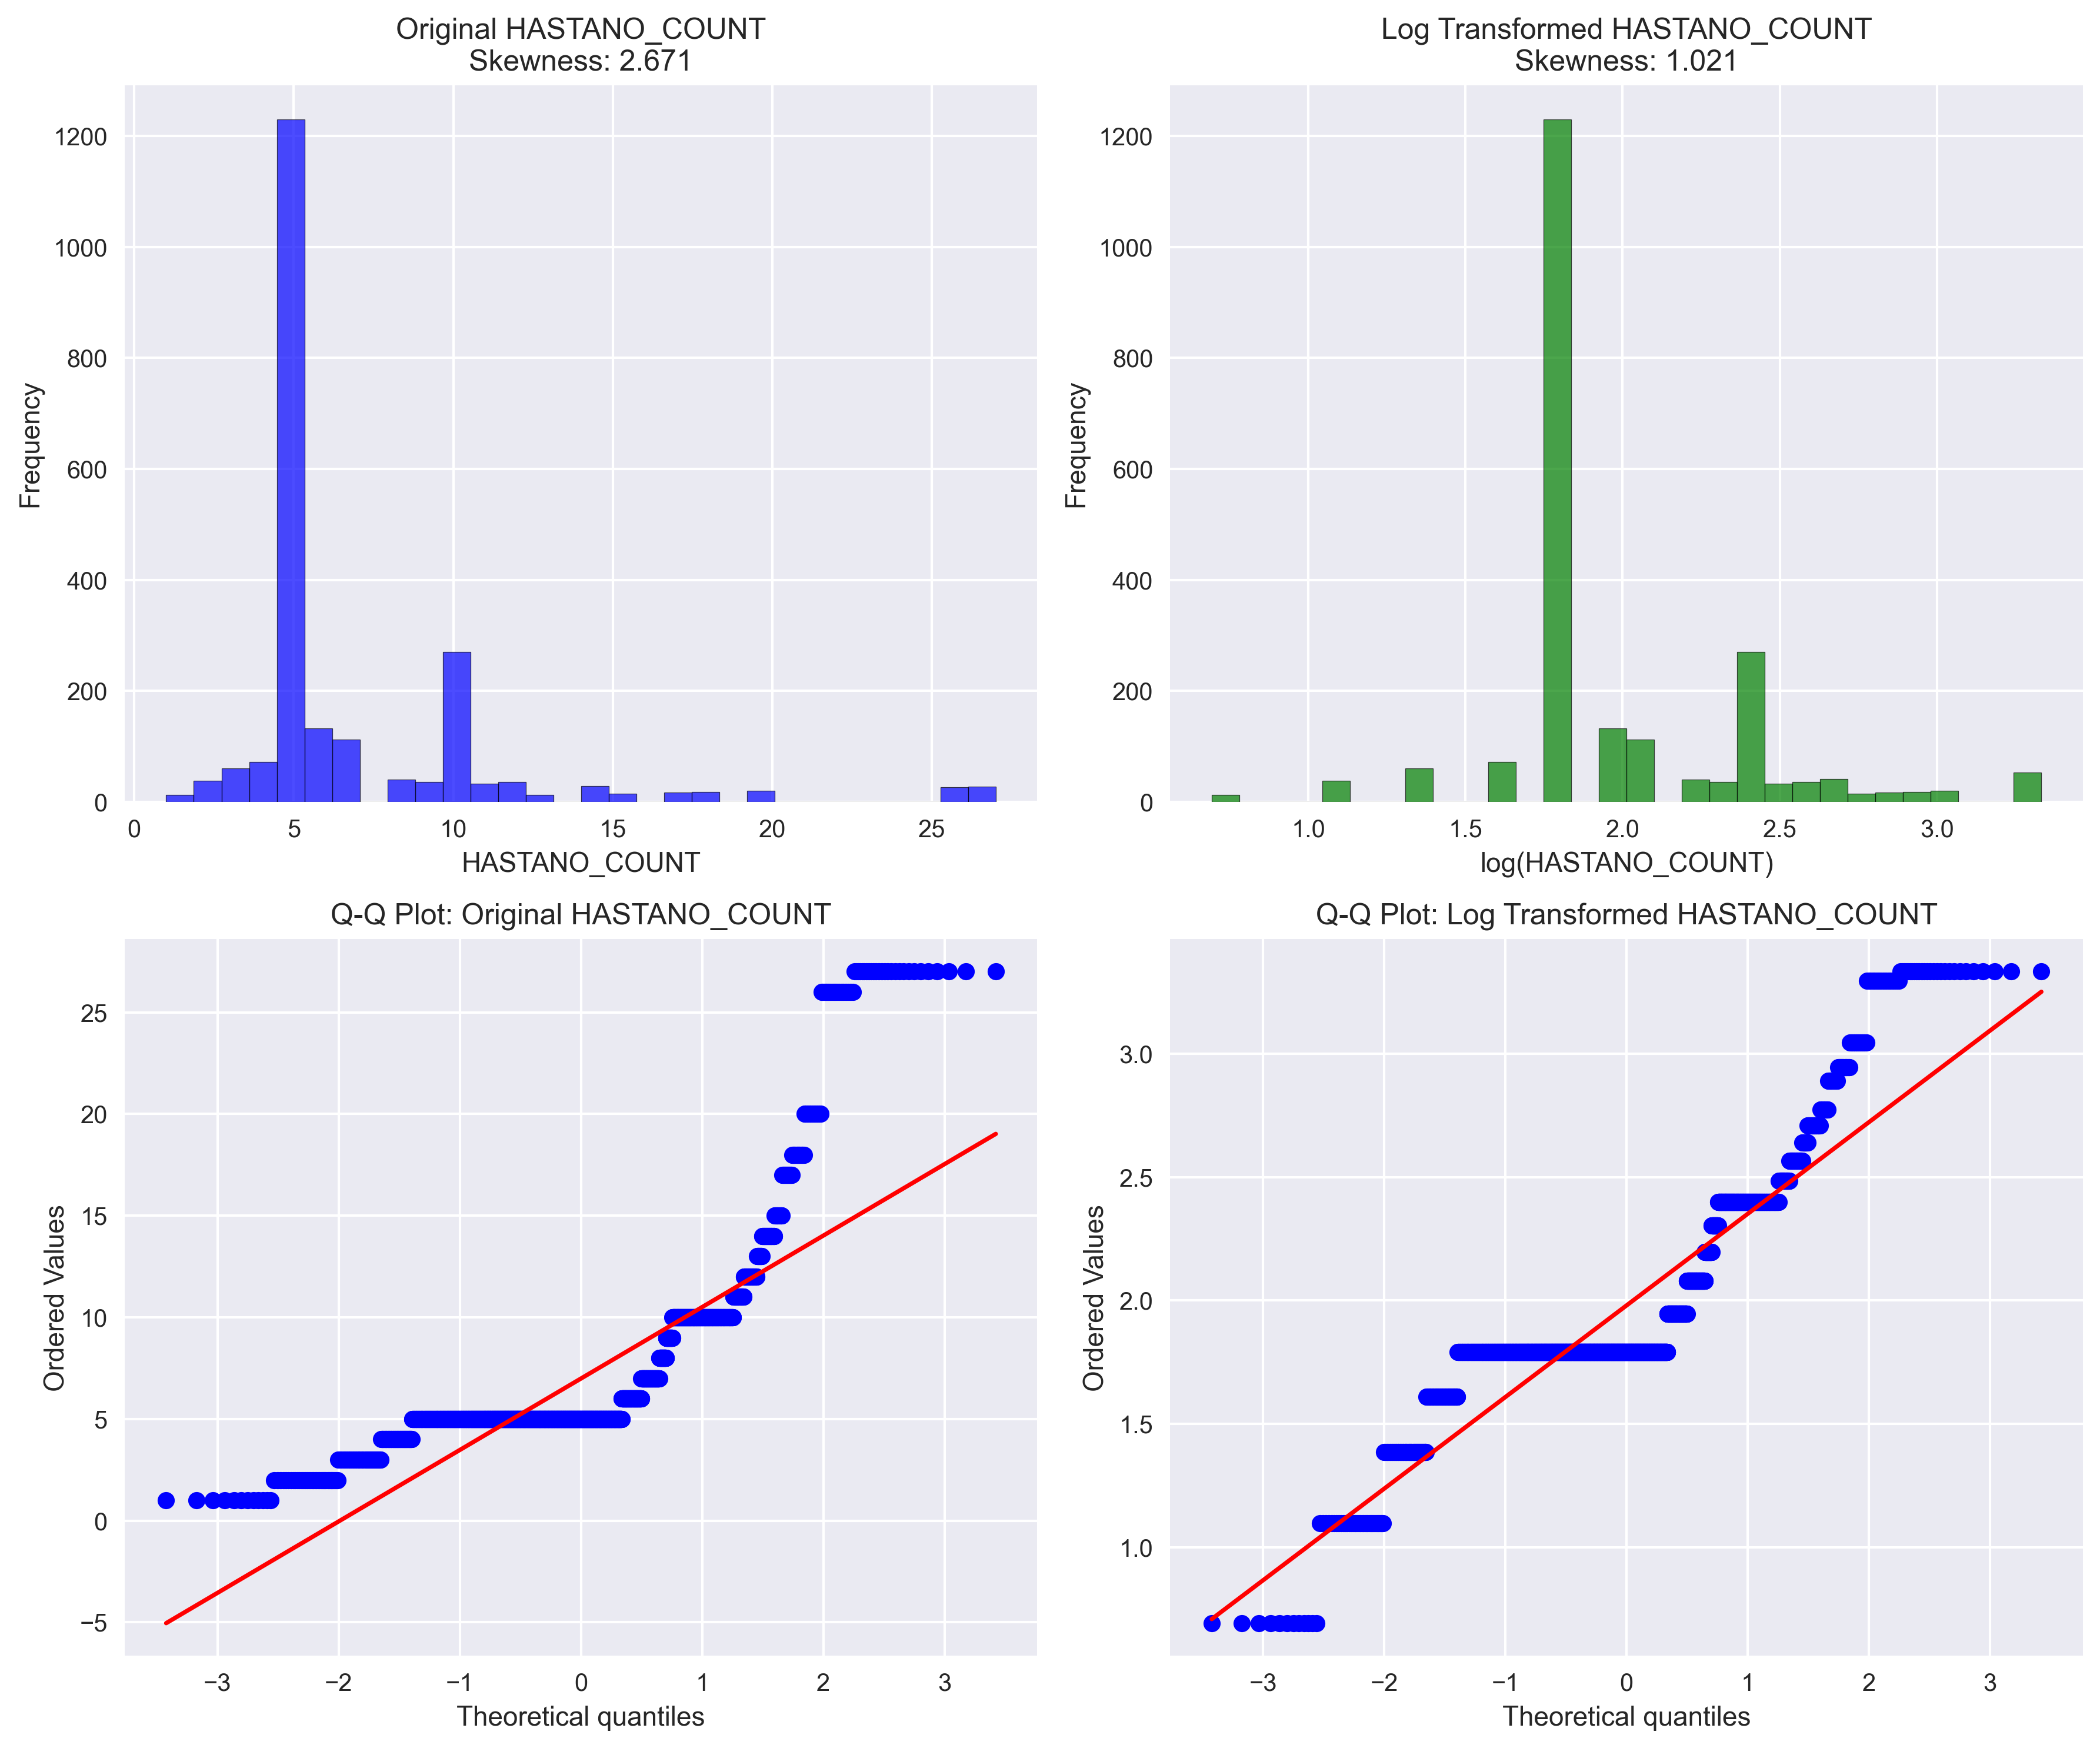 Original HASTANO_COUNT
Skewness: 2.671
1200
1000
800
600
400
200
0
Frequency
0 5 10 15 20 25
HASTANO_COUNT
Log Transformed HASTANO_COUNT
Skewness: 1.021
1200
1000
800
600
400
200
0
Frequency
1.0 1.5 2.0 2.5 3.0
log(HASTANO_COUNT)
Q-Q Plot: Original HASTANO_COUNT
25
20
15
10
5
0
−5
Ordered Values
−3 −2 −1 0 1 2 3
Theoretical quantiles
Q-Q Plot: Log Transformed HASTANO_COUNT
3.0
2.5
2.0
1.5
1.0
Ordered Values
−3 −2 −1 0 1 2 3
Theoretical quantiles